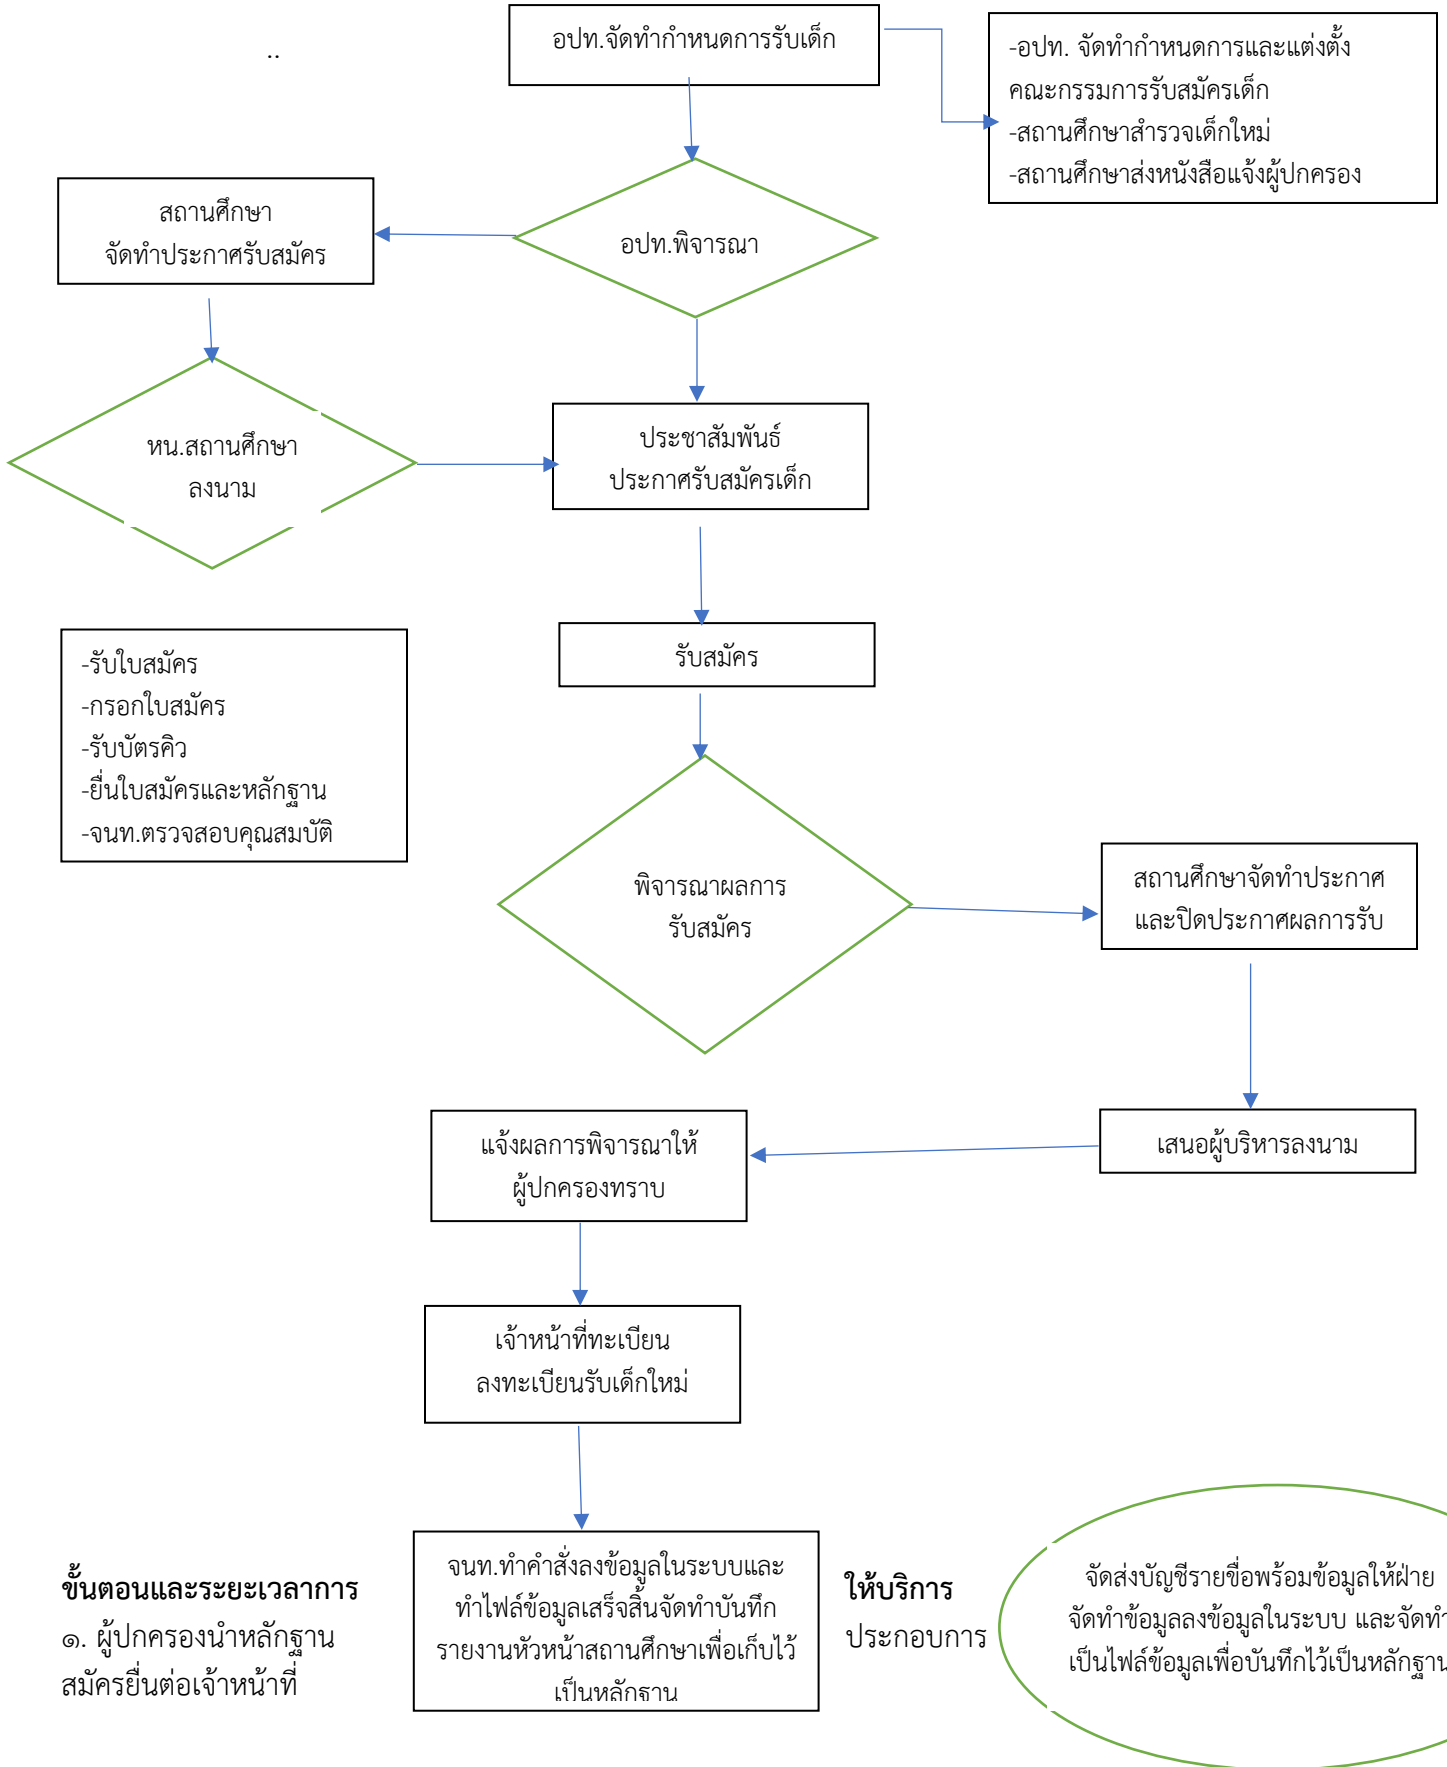 ..
อปท.จัดทำกำหนดการรับเด็ก
-อปท. จัดทำกำหนดการและแต่งตั้ง
คณะกรรมการรับสมัครเด็ก
-สถานศึกษาสำรวจเด็กใหม่
-สถานศึกษาส่งหนังสือแจ้งผู้ปกครอง
สถานศึกษา
จัดทำประกาศรับสมัคร
อปท.พิจารณา
หน.สถานศึกษา
ลงนาม
ประชาสัมพันธ์
ประกาศรับสมัครเด็ก
รับสมัคร
-รับใบสมัคร
-กรอกใบสมัคร
-รับบัตรคิว
-ยื่นใบสมัครและหลักฐาน
-จนท.ตรวจสอบคุณสมบัติ
พิจารณาผลการ
รับสมัคร
สถานศึกษาจัดทำประกาศ
และปิดประกาศผลการรับ
เสนอผู้บริหารลงนาม
แจ้งผลการพิจารณาให้
ผู้ปกครองทราบ
เจ้าหน้าที่ทะเบียน
ลงทะเบียนรับเด็กใหม่
จนท.ทำคำสั่งลงข้อมูลในระบบและ
ทำไฟล์ข้อมูลเสร็จสิ้นจัดทำบันทึก
รายงานหัวหน้าสถานศึกษาเพื่อเก็บไว้
เป็นหลักฐาน
จัดส่งบัญชีรายชื่อพร้อมข้อมูลให้ฝ่าย
จัดทำข้อมูลลงข้อมูลในระบบ และจัดทำ
เป็นไฟล์ข้อมูลเพื่อบันทึกไว้เป็นหลักฐาน
ขั้นตอนและระยะเวลาการ ให้บริการ
๑. ผู้ปกครองนำหลักฐาน ประกอบการ
สมัครยื่นต่อเจ้าหน้าที่